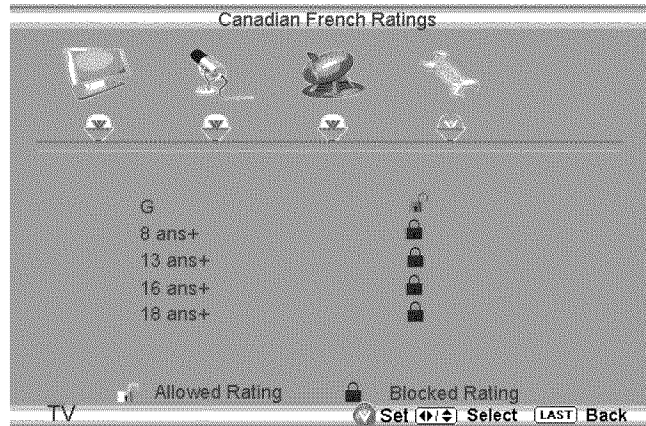 Canadian French Ratings
G
8 ans+
13 ans+
16 ans+
18 ans+
Allowed Rating Blocked Rating
TV Set Select LAST Back